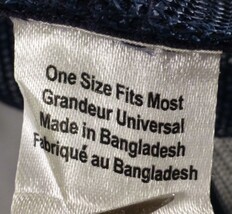 One Size Fits Most
Grandeur Universal
Made in Bangladesh
Fabriqué au Bangladesh